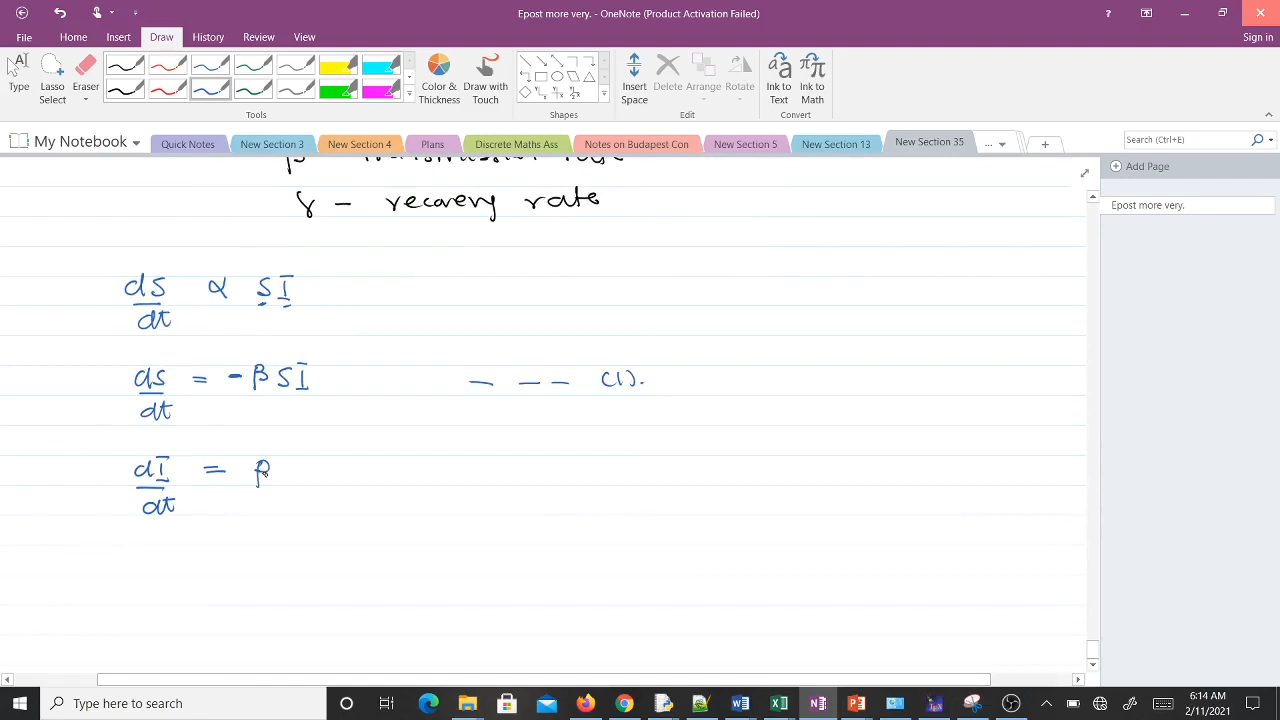 Epost more very. - OneNote (Product Activation Failed)
File Home Insert Draw History Review View Sign in
Type Lasso Select Eraser Color & Thickness Draw with Touch Insert Space Delete Arrange Rotate Ink to Text Ink to Math
Tools Shapes Edit Convert
My Notebook Quick Notes New Section 3 New Section 4 Plans Discrete Maths Ass Notes on Budapest Con New Section 5 New Section 13 New Section 35 ... Search (Ctrl+E)
Add Page
Epost more very.
γ - recovery rate
dS/dt ∝ SI
ds/dt = -βSI - - - (1).
dI/dt = β
Type here to search
6:14 AM
2/11/2021